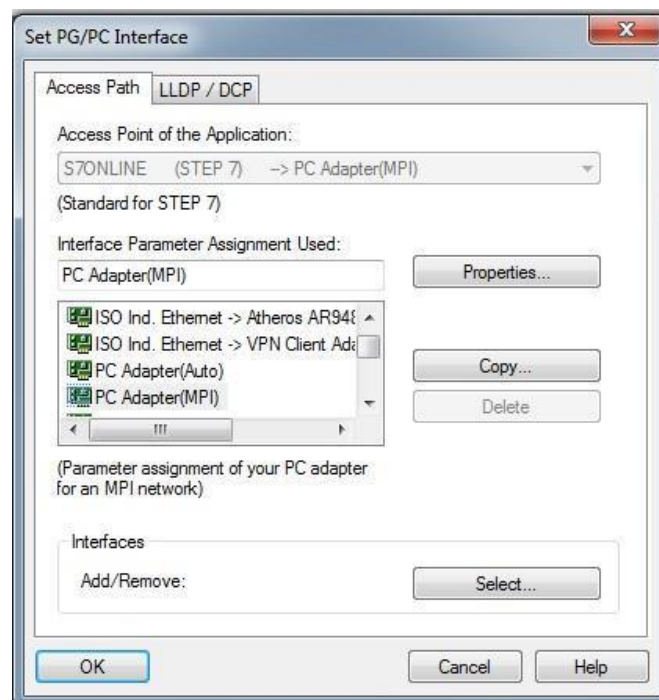 Set PG/PC Interface
Access Path
LLDP / DCP
Access Point of the Application:
S7ONLINE (STEP 7) --> PC Adapter(MPI)
(Standard for STEP 7)
Interface Parameter Assignment Used:
PC Adapter(MPI)
Properties...
ISO Ind. Ethernet -> Atheros AR948
ISO Ind. Ethernet -> VPN Client Ada
PC Adapter(Auto)
PC Adapter(MPI)
Copy...
Delete
(Parameter assignment of your PC adapter
for an MPI network)
Interfaces
Add/Remove:
Select...
OK
Cancel
Help